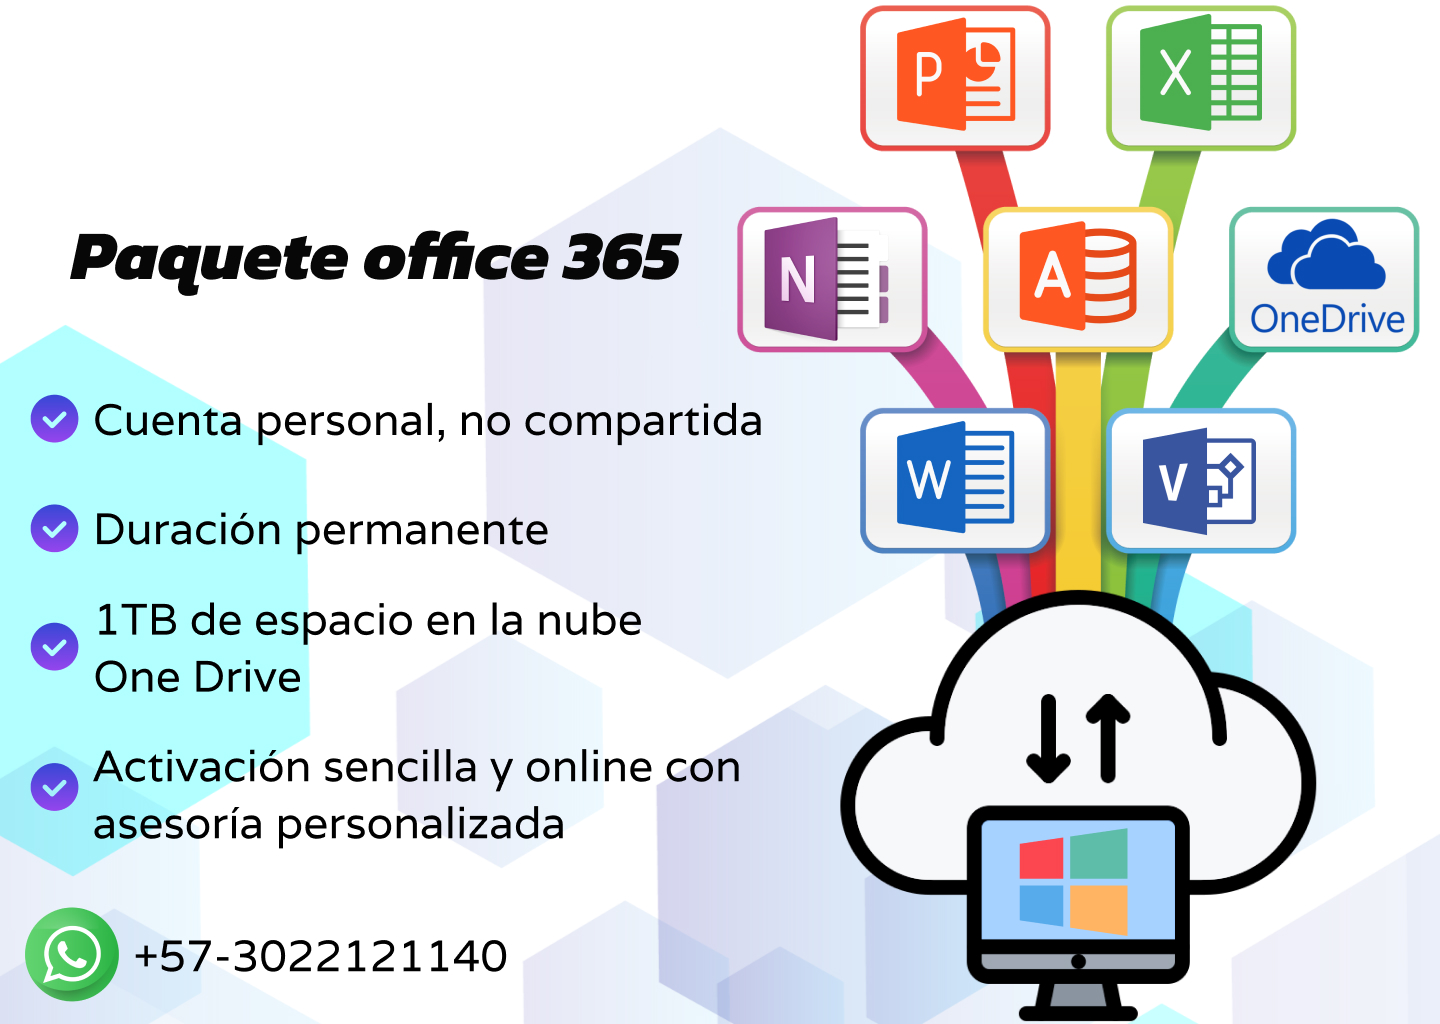 P
X
Paquete office 365
N
A
OneDrive
Cuenta personal, no compartida
W
V
Duración permanente
1TB de espacio en la nube
One Drive
Activación sencilla y online con
asesoría personalizada
+57-3022121140